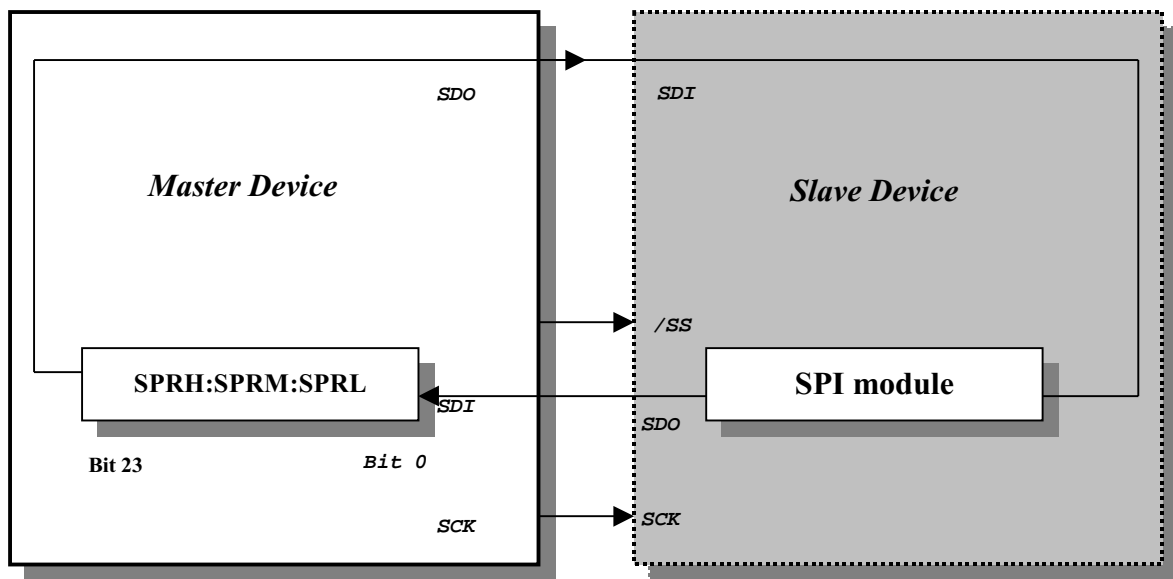 SDO
SDI
Master Device
Slave Device
/SS
SPRH:SPRM:SPRL
SPI module
SDI
SDO
Bit 23
Bit 0
SCK
SCK